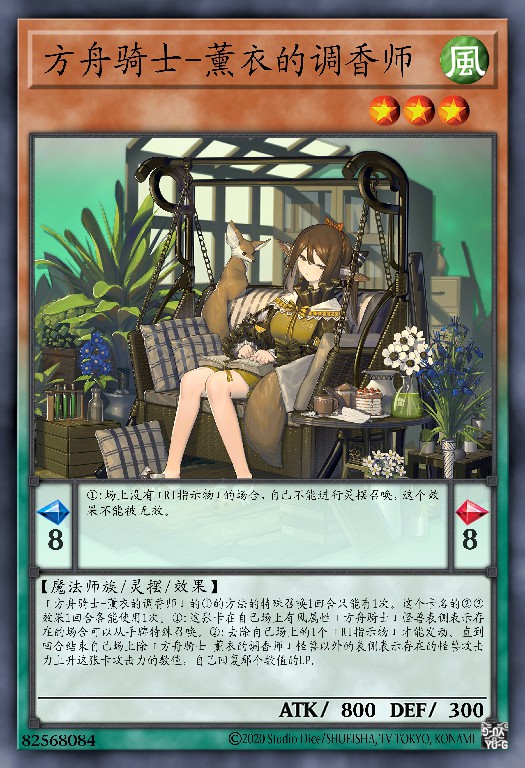 方舟骑士-薰衣的调香师
風
①:场上没有「RI指示物」的场合,自己不能进行灵摆召唤,这个效
果不能被无效。
8
8
【魔法师族/灵摆/效果】
「方舟骑士-薰衣的调香师」的①的方法的特殊召唤1回合只能有1次。这个卡名的②③
效果1回合各能使用1次。①:这张卡在自己场上有风属性「方舟骑士」怪兽表侧表示存
在的场合可以从手牌特殊召唤。②:去除自己场上的1个「RI指示物」才能发动。直到
回合结束自己场上除「方舟骑士-薰衣的调香师」怪兽以外的表侧表示存在的怪兽攻击
力上升这张卡攻击力的数值,自己回复那个数值的LP。
ATK/ 800 DEF/ 300
82568084
©2020 Studio Dice/SHUEISHA, TV TOKYO, KONAMI